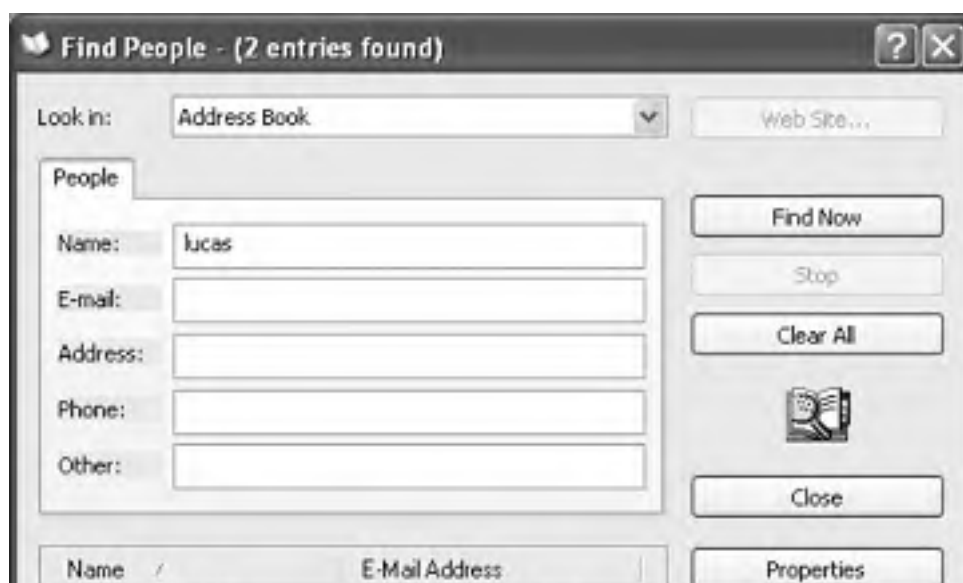 Find People - (2 entries found)
Look in: Address Book Web Site...
People
Find Now
Name: lucas
Stop
E-mail:
Clear All
Address:
Phone:
Other:
Close
Name / E-Mail Address Properties